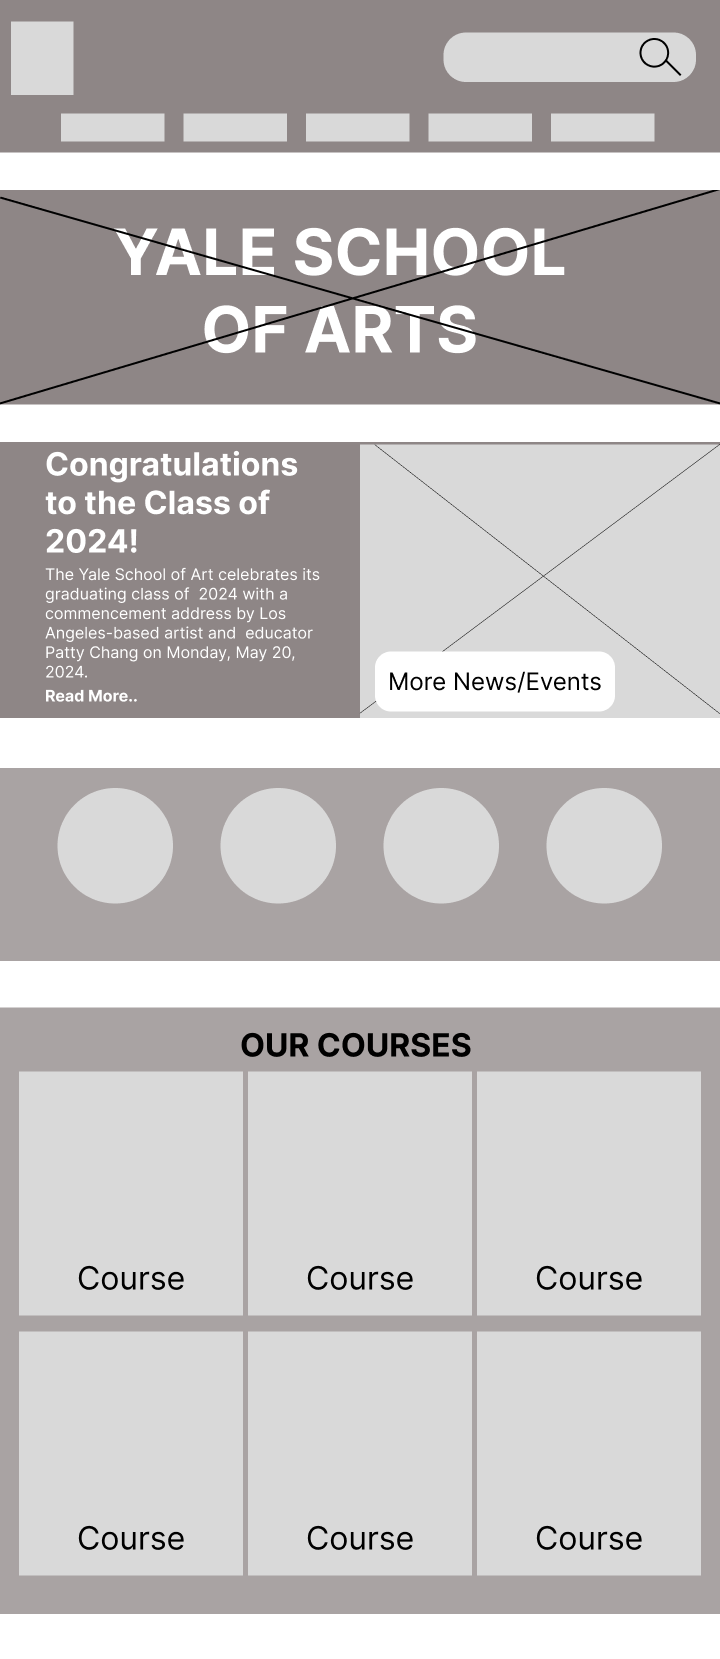 YALE SCHOOL
OF ARTS
Congratulations
to the Class of
2024!
The Yale School of Art celebrates its
graduating class of  2024 with a
commencement address by Los
Angeles-based artist and  educator
Patty Chang on Monday, May 20,
2024.
Read More..
More News/Events
OUR COURSES
Course
Course
Course
Course
Course
Course